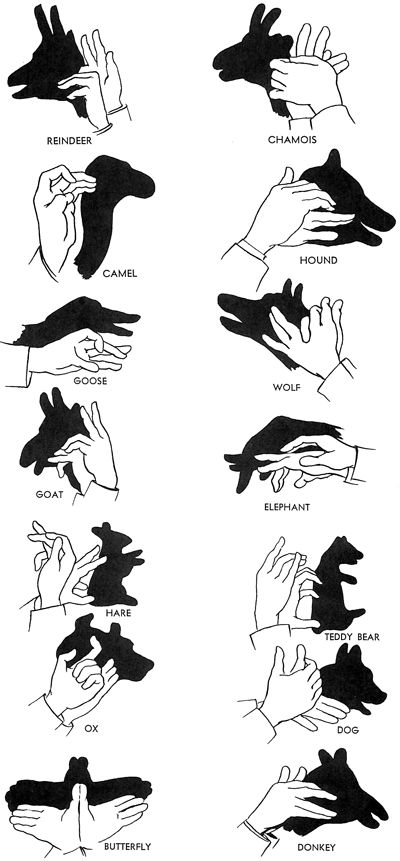 REINDEER
CHAMOIS
CAMEL
HOUND
GOOSE
WOLF
GOAT
ELEPHANT
HARE
TEDDY BEAR
OX
DOG
BUTTERFLY
DONKEY